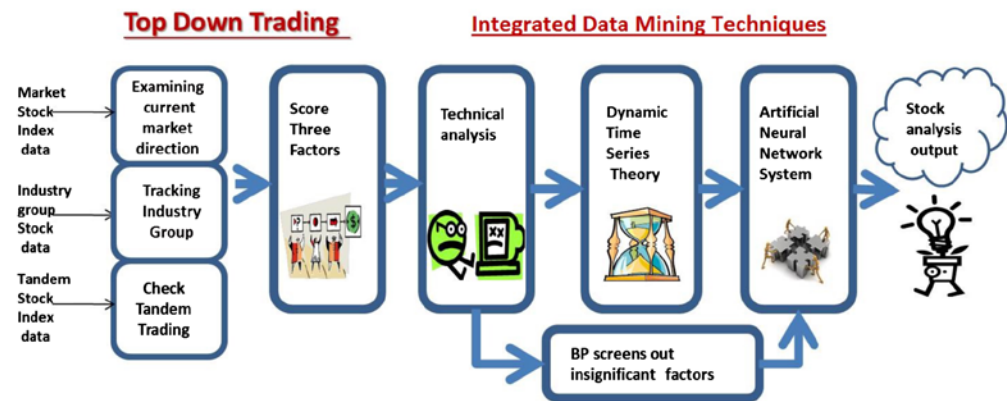 Top Down Trading
Integrated Data Mining Techniques
Market
Stock
Index
data
Examining
current
market
direction
Industry
group
Stock
data
Tracking
Industry
Group
Tandem
Stock
Index
data
Check
Tandem
Trading
Score
Three
Factors
Technical
analysis
Dynamic
Time
Series
Theory
Artificial
Neural
Network
System
Stock
analysis
output
BP screens out
insignificant factors